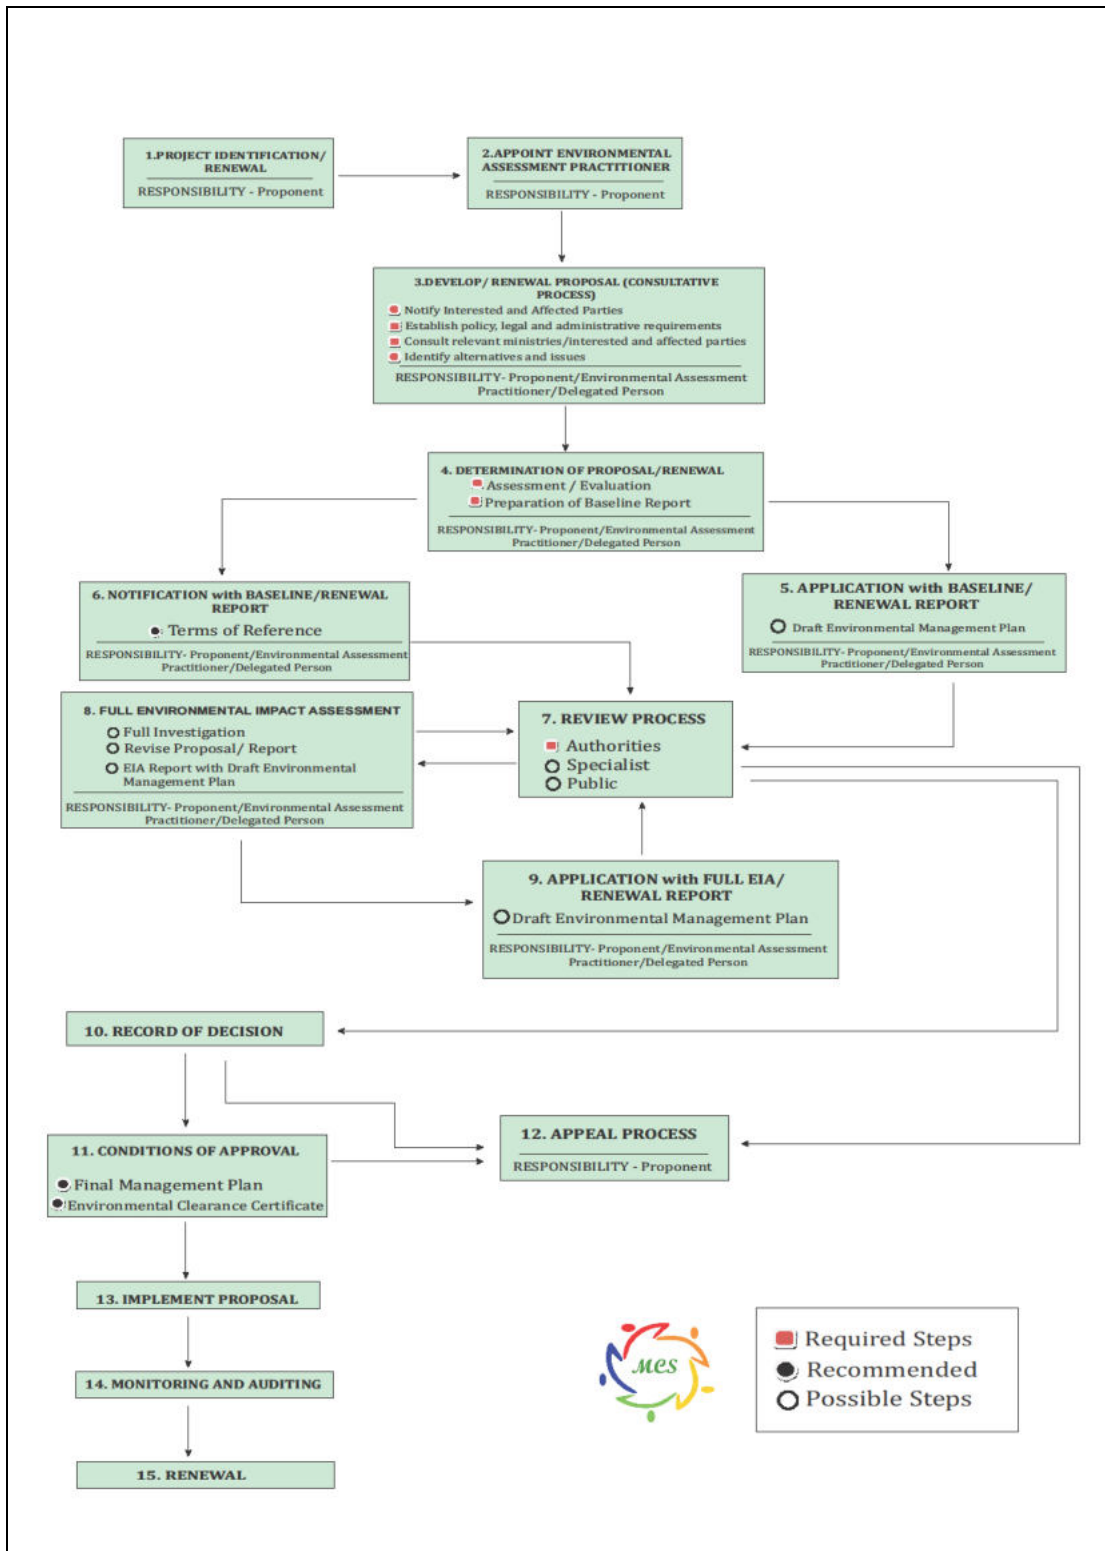 1.PROJECT IDENTIFICATION/
RENEWAL
RESPONSIBILITY - Proponent
2.APPOINT ENVIRONMENTAL
ASSESSMENT PRACTITIONER
RESPONSIBILITY - Proponent
3.DEVELOP/ RENEWAL PROPOSAL (CONSULTATIVE
PROCESS)
Notify Interested and Affected Parties
Establish policy, legal and administrative requirements
Consult relevant ministries/interested and affected parties
Identify alternatives and issues
RESPONSIBILITY- Proponent/Environmental Assessment
Practitioner/Delegated Person
4. DETERMINATION OF PROPOSAL/RENEWAL
Assessment / Evaluation
Preparation of Baseline Report
RESPONSIBILITY- Proponent/Environmental Assessment
Practitioner/Delegated Person
6. NOTIFICATION with BASELINE/RENEWAL
REPORT
Terms of Reference
RESPONSIBILITY- Proponent/Environmental Assessment
Practitioner/Delegated Person
5. APPLICATION with BASELINE/
RENEWAL REPORT
Draft Environmental Management Plan
RESPONSIBILITY- Proponent/Environmental Assessment
Practitioner/Delegated Person
8. FULL ENVIRONMENTAL IMPACT ASSESSMENT
Full Investigation
Revise Proposal/ Report
EIA Report with Draft Environmental
Management Plan
RESPONSIBILITY- Proponent/Environmental Assessment
Practitioner/Delegated Person
7. REVIEW PROCESS
Authorities
Specialist
Public
9. APPLICATION with FULL EIA/
RENEWAL REPORT
Draft Environmental Management Plan
RESPONSIBILITY- Proponent/Environmental Assessment
Practitioner/Delegated Person
10. RECORD OF DECISION
11. CONDITIONS OF APPROVAL
Final Management Plan
Environmental Clearance Certificate
12. APPEAL PROCESS
RESPONSIBILITY - Proponent
13. IMPLEMENT PROPOSAL
14. MONITORING AND AUDITING
15. RENEWAL
MES
Required Steps
Recommended
Possible Steps